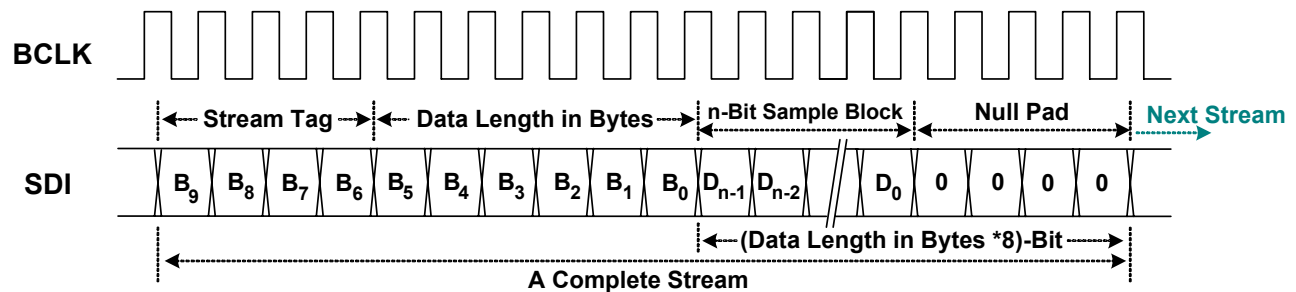 BCLK
Stream Tag Data Length in Bytes n-Bit Sample Block Null Pad Next Stream
SDI B9 B8 B7 B6 B5 B4 B3 B2 B1 B0 Dn-1 Dn-2 D0 0 0 0 0
(Data Length in Bytes *8)-Bit
A Complete Stream